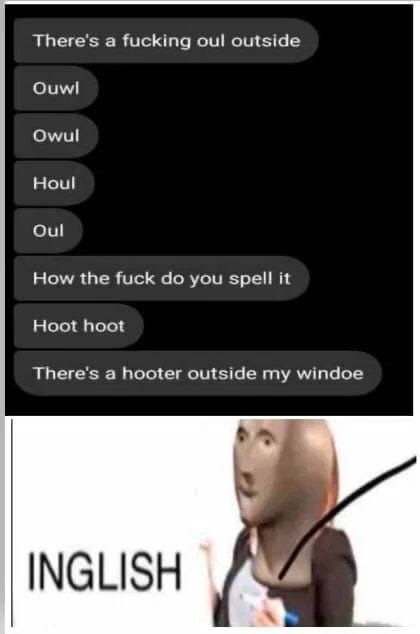 There's a fucking oul outside
Ouwl
Owul
Houl
Oul
How the fuck do you spell it
Hoot hoot
There's a hooter outside my windoe
INGLISH